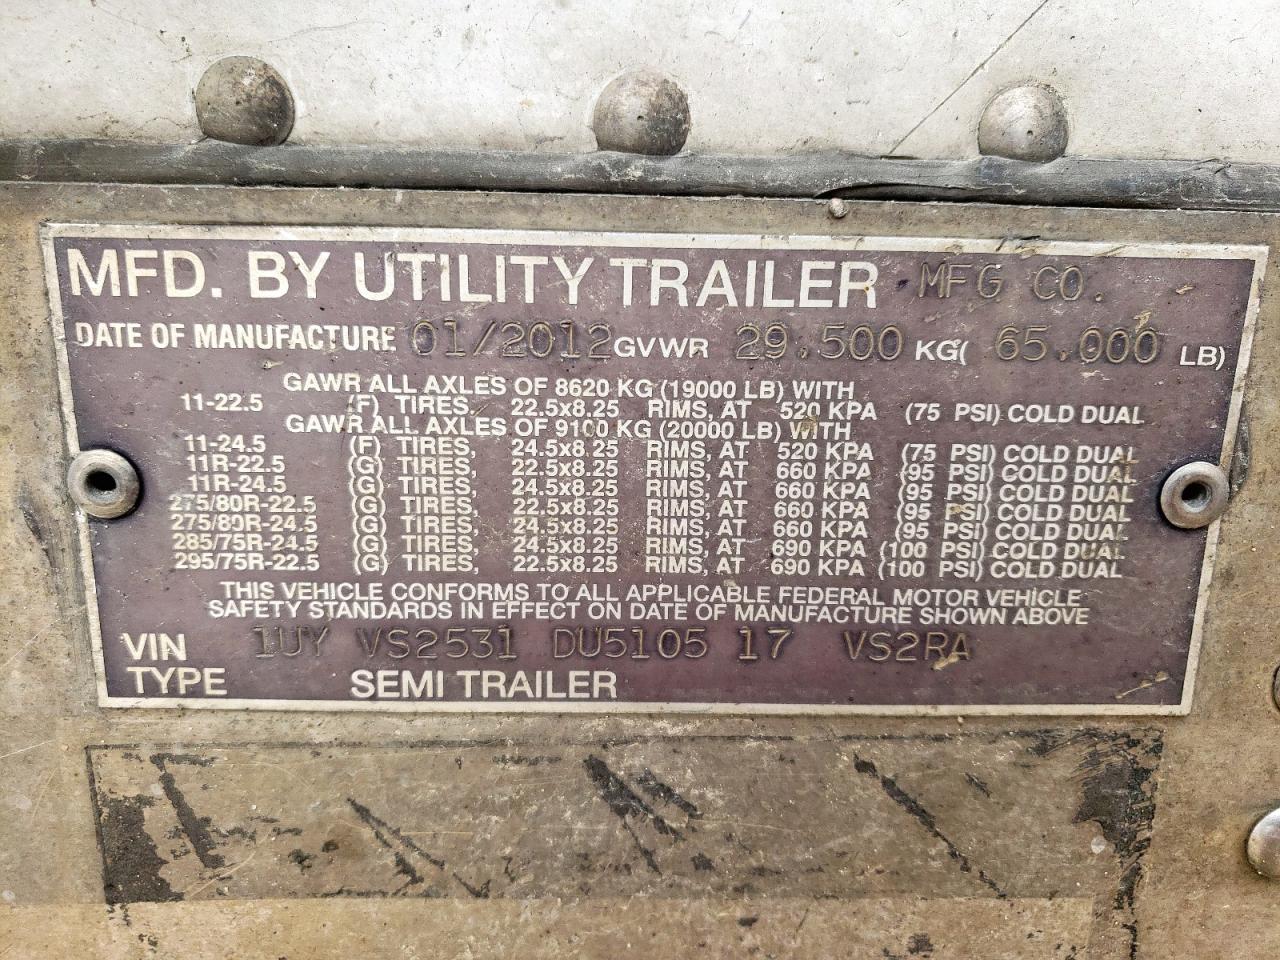 MFD. BY UTILITY TRAILER MFG CO.
DATE OF MANUFACTURE 01/2012 GVWR 29.500 KG( 65.000 LB)
GAWR ALL AXLES OF 8620 KG (19000 LB) WITH
11-22.5 (F) TIRES. 22.5x8.25 RIMS, AT 520 KPA (75 PSI) COLD DUAL
GAWR ALL AXLES OF 9100 KG (20000 LB) WITH
11-24.5 (F) TIRES, 24.5x8.25 RIMS, AT 520 KPA (75 PSI) COLD DUAL
11R-22.5 (G) TIRES, 22.5x8.25 RIMS, AT 660 KPA (95 PSI) COLD DUAL
11R-24.5 (G) TIRES, 24.5x8.25 RIMS, AT 660 KPA (95 PSI) COLD DUAL
275/80R-22.5 (G) TIRES, 22.5x8.25 RIMS, AT 660 KPA (95 PSI) COLD DUAL
275/80R-24.5 (G) TIRES, 24.5x8.25 RIMS, AT 660 KPA (95 PSI) COLD DUAL
285/75R-24.5 (G) TIRES, 24.5x8.25 RIMS, AT 690 KPA (100 PSI) COLD DUAL
295/75R-22.5 (G) TIRES, 22.5x8.25 RIMS, AT 690 KPA (100 PSI) COLD DUAL
THIS VEHICLE CONFORMS TO ALL APPLICABLE FEDERAL MOTOR VEHICLE
SAFETY STANDARDS IN EFFECT ON DATE OF MANUFACTURE SHOWN ABOVE
VIN 1UY VS2531 DU5105 17 VS2RA
TYPE SEMI TRAILER